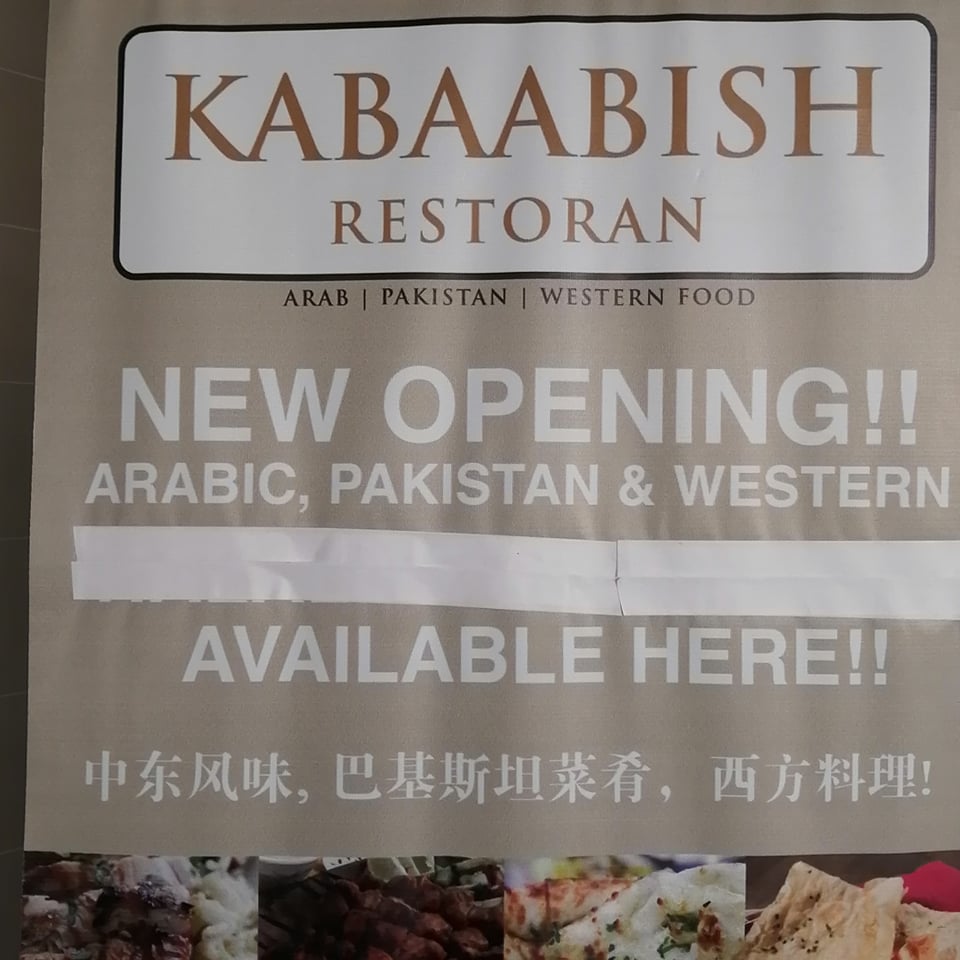 KABAABISH
RESTORAN
ARAB | PAKISTAN | WESTERN FOOD
NEW OPENING!!
ARABIC, PAKISTAN & WESTERN
AVAILABLE HERE!!
中东风味, 巴基斯坦菜肴， 西方料理!